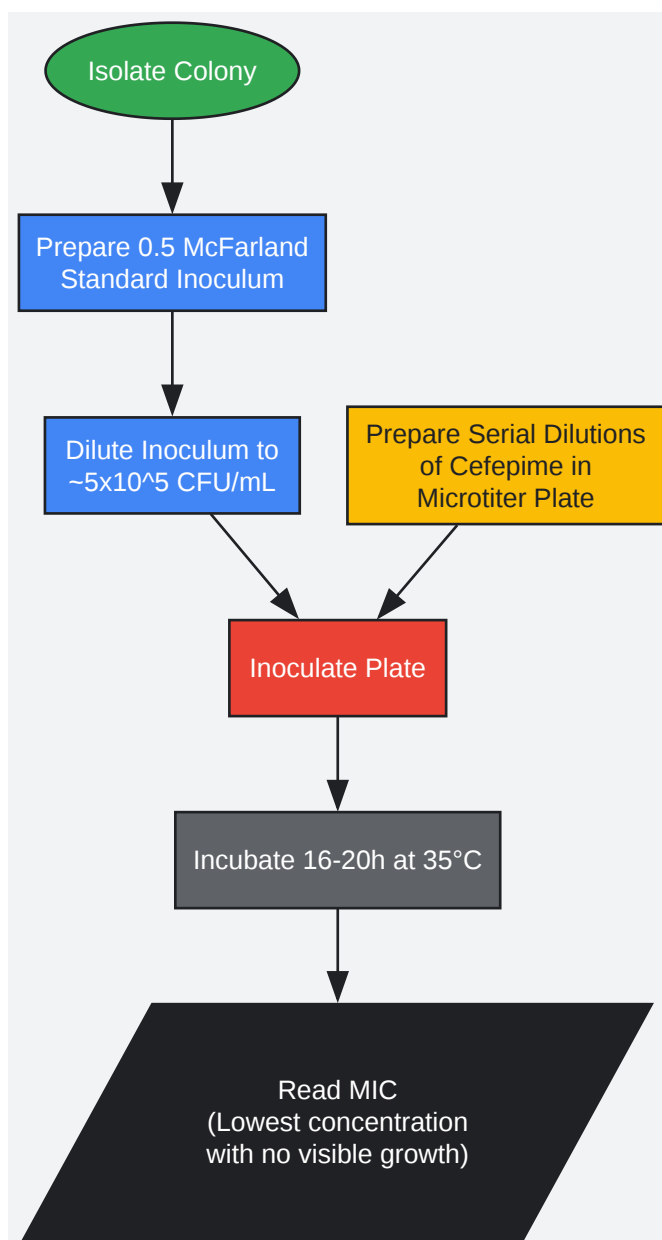 Isolate Colony
Prepare 0.5 McFarland
Standard Inoculum
Dilute Inoculum to
~5x10^5 CFU/mL
Prepare Serial Dilutions
of Cefepime in
Microtiter Plate
Inoculate Plate
Incubate 16-20h at 35°C
Read MIC
(Lowest concentration
with no visible growth)